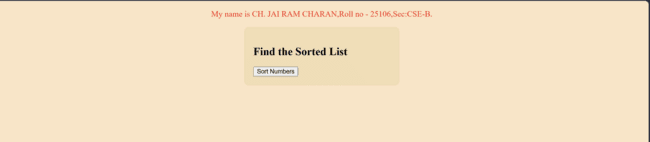 My name is CH. JAI RAM CHARAN,Roll no - 25106,Sec:CSE-B.
Find the Sorted List
Sort Numbers